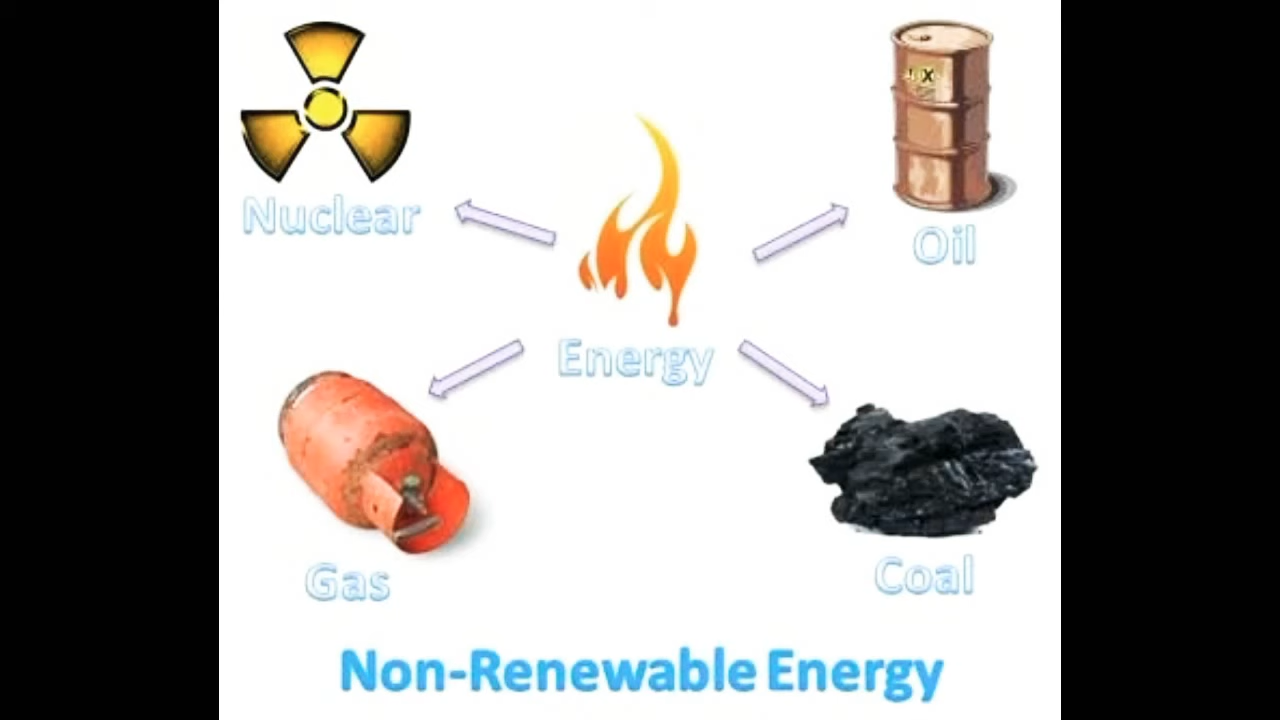 Nuclear
Oil
Energy
Gas
Coal
Non-Renewable Energy